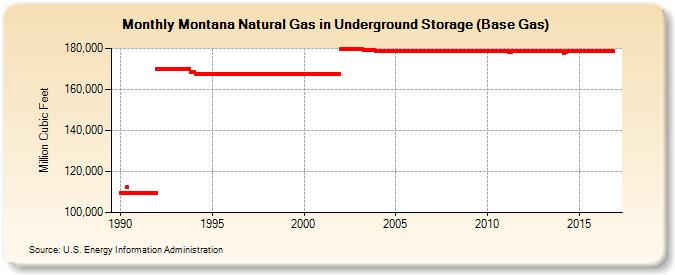 Monthly Montana Natural Gas in Underground Storage (Base Gas)
Million Cubic Feet
180,000
160,000
140,000
120,000
100,000
1990 1995 2000 2005 2010 2015
Source: U.S. Energy Information Administration